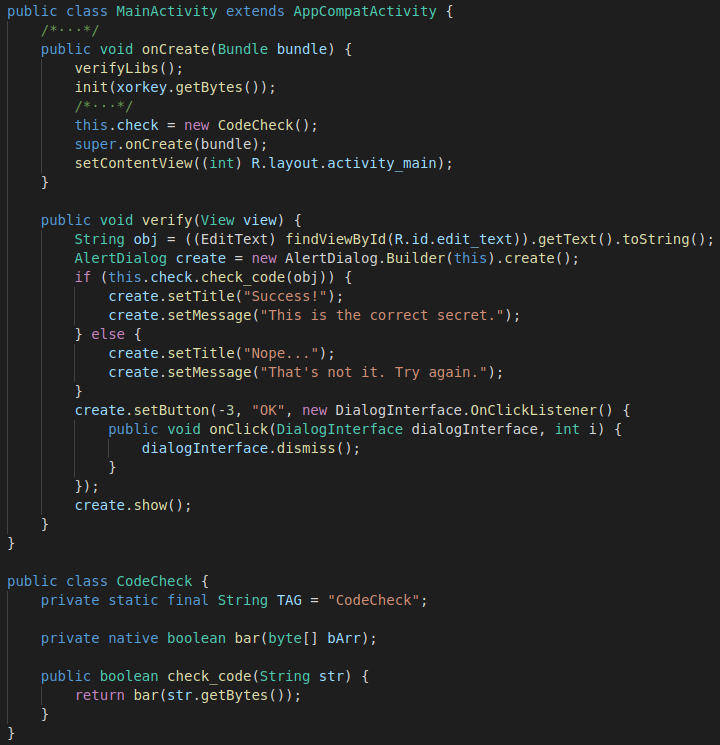 public class MainActivity extends AppCompatActivity {
    /*···*/
    public void onCreate(Bundle bundle) {
        verifyLibs();
        init(xorkey.getBytes());
        /*···*/
        this.check = new CodeCheck();
        super.onCreate(bundle);
        setContentView((int) R.layout.activity_main);
    }

    public void verify(View view) {
        String obj = ((EditText) findViewById(R.id.edit_text)).getText().toString();
        AlertDialog create = new AlertDialog.Builder(this).create();
        if (this.check.check_code(obj)) {
            create.setTitle("Success!");
            create.setMessage("This is the correct secret.");
        } else {
            create.setTitle("Nope...");
            create.setMessage("That's not it. Try again.");
        }
        create.setButton(-3, "OK", new DialogInterface.OnClickListener() {
            public void onClick(DialogInterface dialogInterface, int i) {
                dialogInterface.dismiss();
            }
        });
        create.show();
    }
}

public class CodeCheck {
    private static final String TAG = "CodeCheck";

    private native boolean bar(byte[] bArr);

    public boolean check_code(String str) {
        return bar(str.getBytes());
    }
}